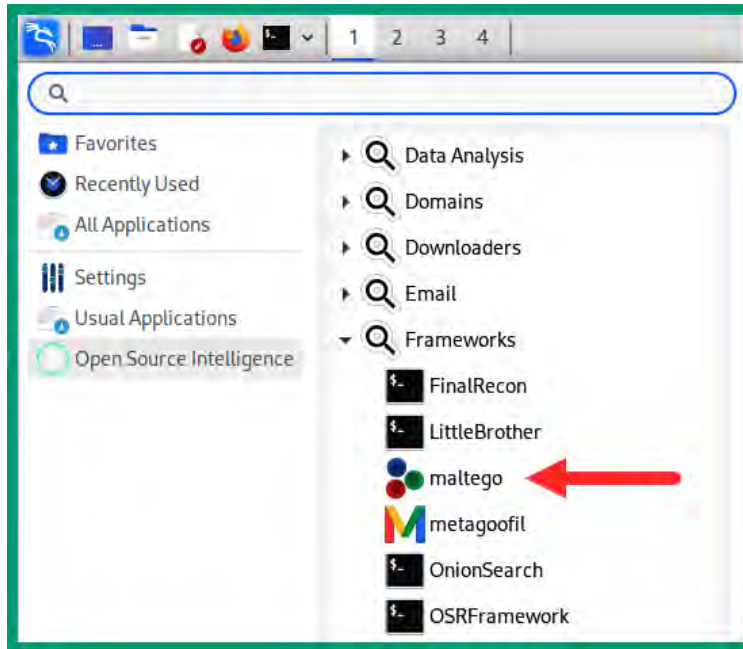 1 2 3 4
Favorites
Recently Used
All Applications
Settings
Usual Applications
Open Source Intelligence
Data Analysis
Domains
Downloaders
Email
Frameworks
$_ FinalRecon
$_ LittleBrother
maltego
metagoofil
$_ OnionSearch
$_ OSRFramework